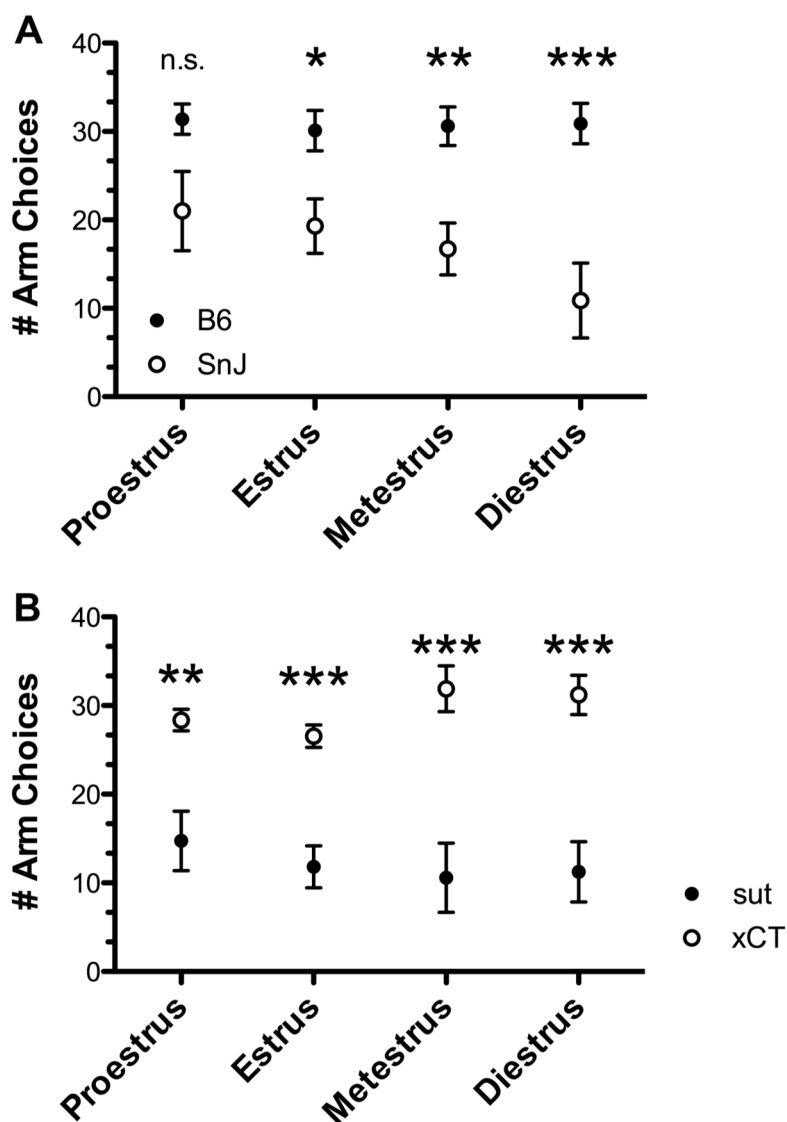 A
40
n.s.
*
**
***
30
# Arm Choices
20
10
B6
SnJ
0
Proestrus
Estrus
Metestrus
Diestrus
B
40
**
***
***
***
30
# Arm Choices
20
10
sut
xCT
0
Proestrus
Estrus
Metestrus
Diestrus